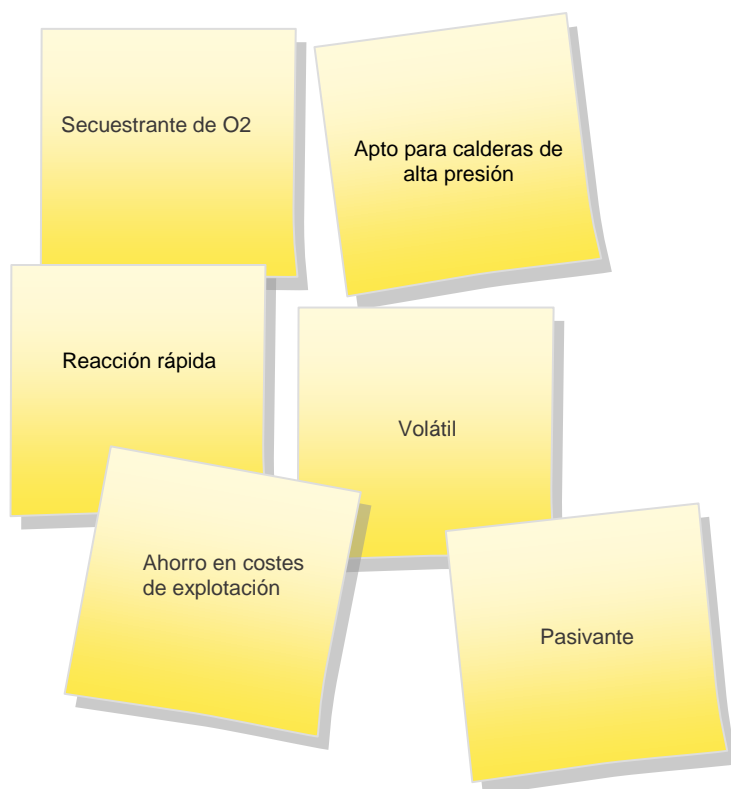 Secuestrante de O2
Apto para calderas de
alta presión
Reacción rápida
Volátil
Ahorro en costes
de explotación
Pasivante